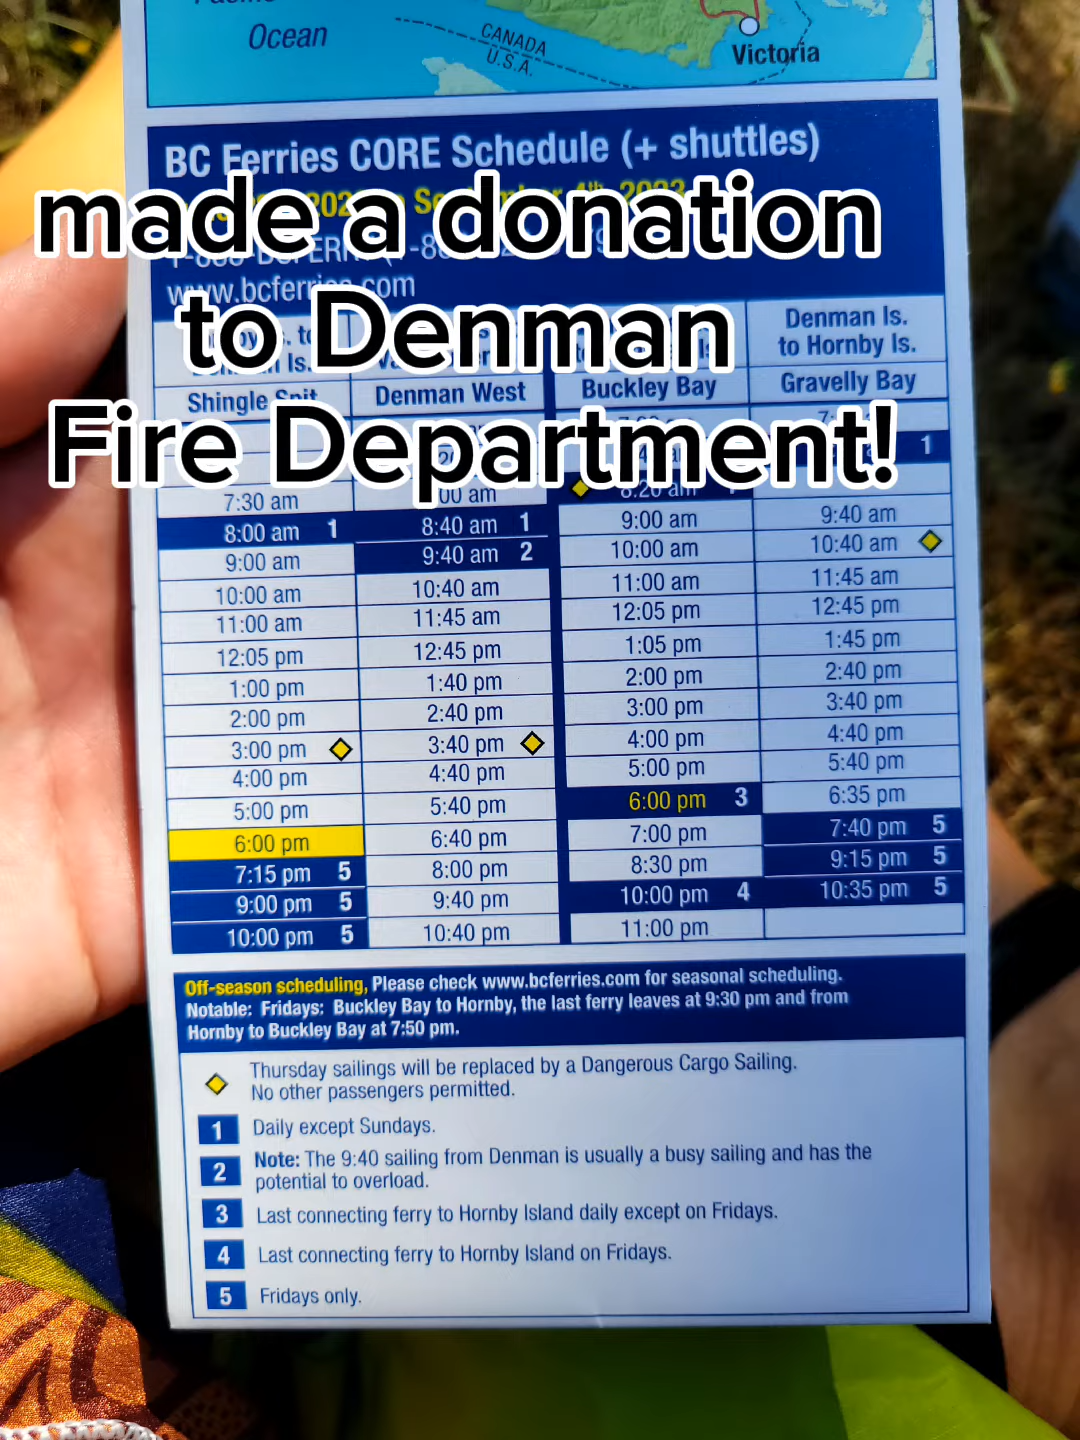 Ocean
CANADA
U.S.A.
Victoria
BC Ferries CORE Schedule (+ shuttles)
www.bcferries.com
made a donation
to Denman
Fire Department!
Denman Is.
to Hornby Is.
Shingle Spit Denman West Buckley Bay Gravelly Bay
1
7:30 am
8:20 am
8:00 am 1 8:40 am 1 9:00 am 9:40 am
9:00 am 9:40 am 2 10:00 am 10:40 am
10:00 am 10:40 am 11:00 am 11:45 am
11:00 am 11:45 am 12:05 pm 12:45 pm
12:05 pm 12:45 pm 1:05 pm 1:45 pm
1:00 pm 1:40 pm 2:00 pm 2:40 pm
2:00 pm 2:40 pm 3:00 pm 3:40 pm
3:00 pm 3:40 pm 4:00 pm 4:40 pm
4:00 pm 4:40 pm 5:00 pm 5:40 pm
5:00 pm 5:40 pm 6:00 pm 3 6:35 pm
6:00 pm 6:40 pm 7:00 pm 7:40 pm 5
7:15 pm 5 8:00 pm 8:30 pm 9:15 pm 5
9:00 pm 5 9:40 pm 10:00 pm 4 10:35 pm 5
10:00 pm 5 10:40 pm 11:00 pm
Off-season scheduling, Please check www.bcferries.com for seasonal scheduling.
Notable: Fridays: Buckley Bay to Hornby, the last ferry leaves at 9:30 pm and from
Hornby to Buckley Bay at 7:50 pm.
Thursday sailings will be replaced by a Dangerous Cargo Sailing.
No other passengers permitted.
1 Daily except Sundays.
2 Note: The 9:40 sailing from Denman is usually a busy sailing and has the
potential to overload.
3 Last connecting ferry to Hornby Island daily except on Fridays.
4 Last connecting ferry to Hornby Island on Fridays.
5 Fridays only.